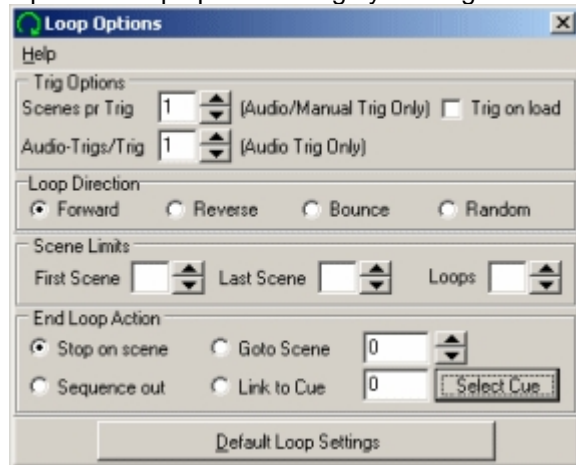 Loop Options
Help
Trig Options
Scenes pr Trig 1 (Audio/Manual Trig Only) Trig on load
Audio-Trigs/Trig 1 (Audio Trig Only)
Loop Direction
Forward Reverse Bounce Random
Scene Limits
First Scene Last Scene Loops
End Loop Action
Stop on scene Goto Scene 0
Sequence out Link to Cue 0 Select Cue
Default Loop Settings